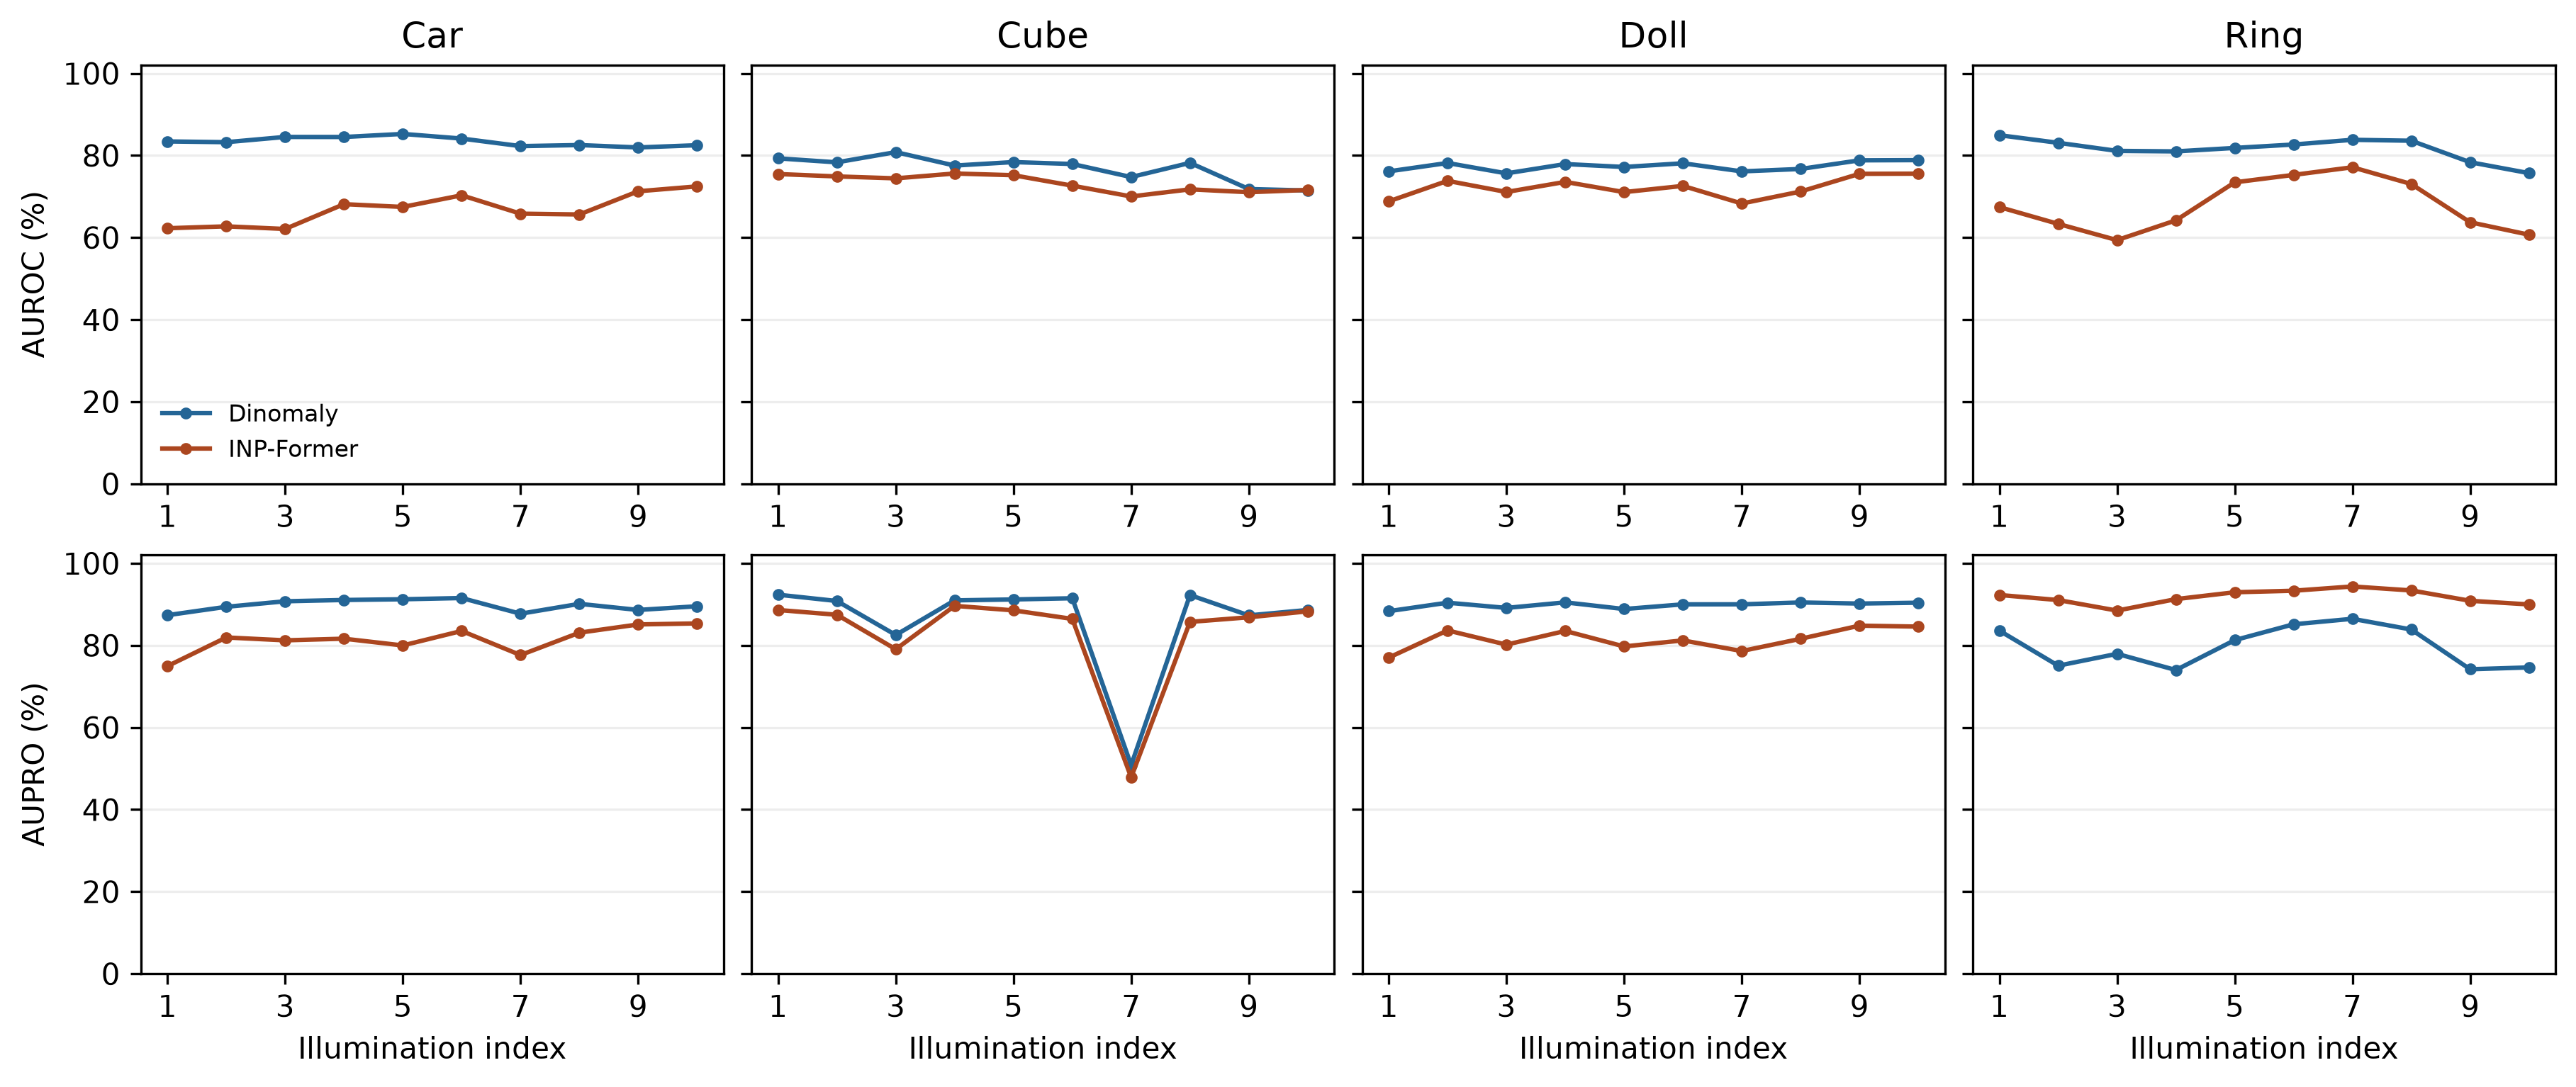 Car Cube Doll Ring
AUROC (%)
100
80
60
40
20
0
Dinomaly
INP-Former
1 3 5 7 9 1 3 5 7 9 1 3 5 7 9 1 3 5 7 9
AUPRO (%)
100
80
60
40
20
0
1 3 5 7 9 1 3 5 7 9 1 3 5 7 9 1 3 5 7 9
Illumination index Illumination index Illumination index Illumination index